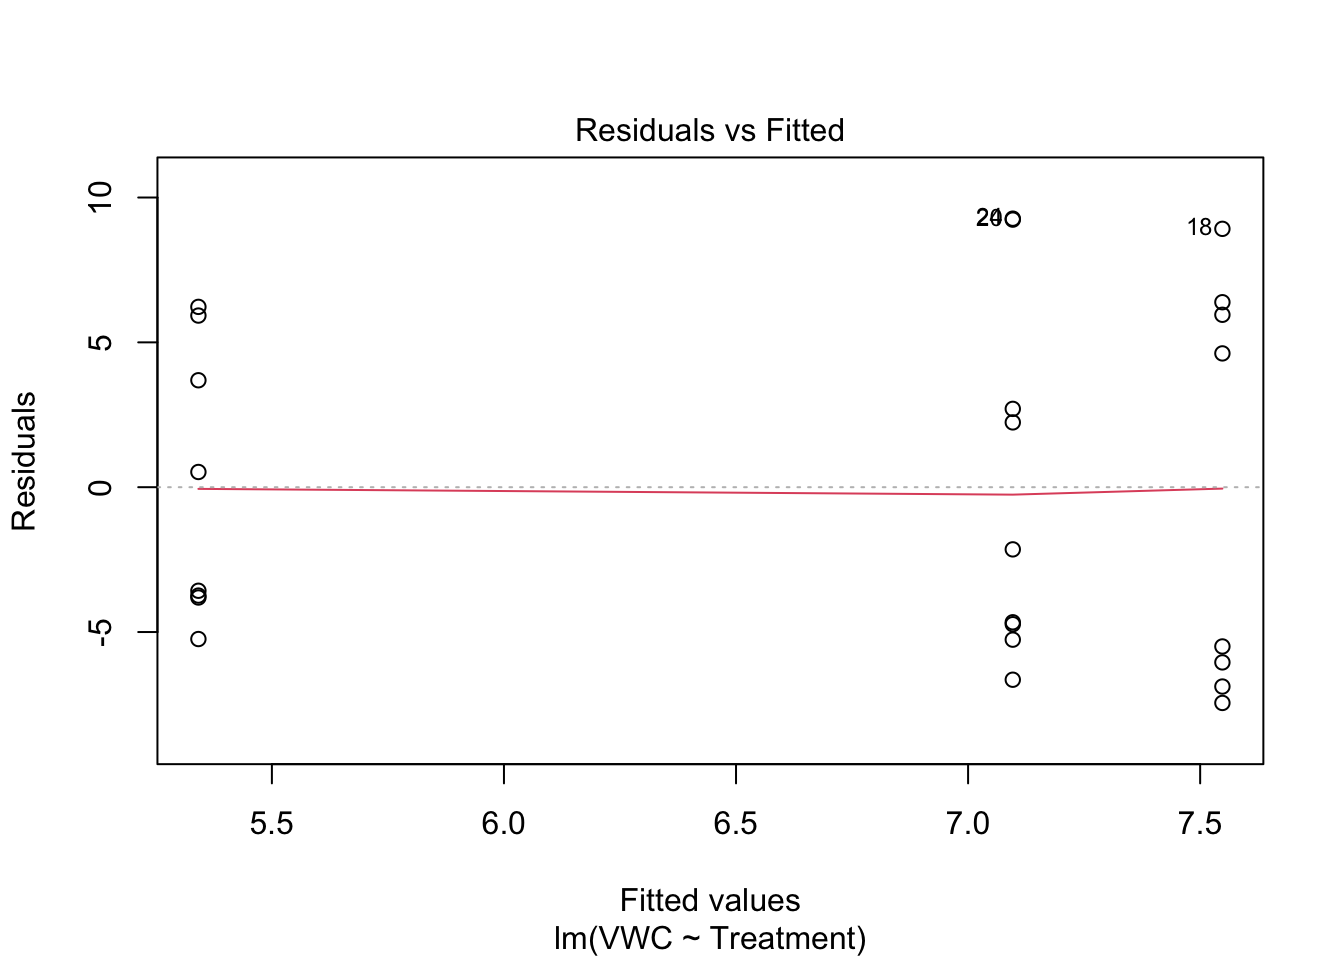 Residuals vs Fitted
10
5
0
-5
Residuals
18
5.5 6.0 6.5 7.0 7.5
Fitted values
lm(VWC ~ Treatment)